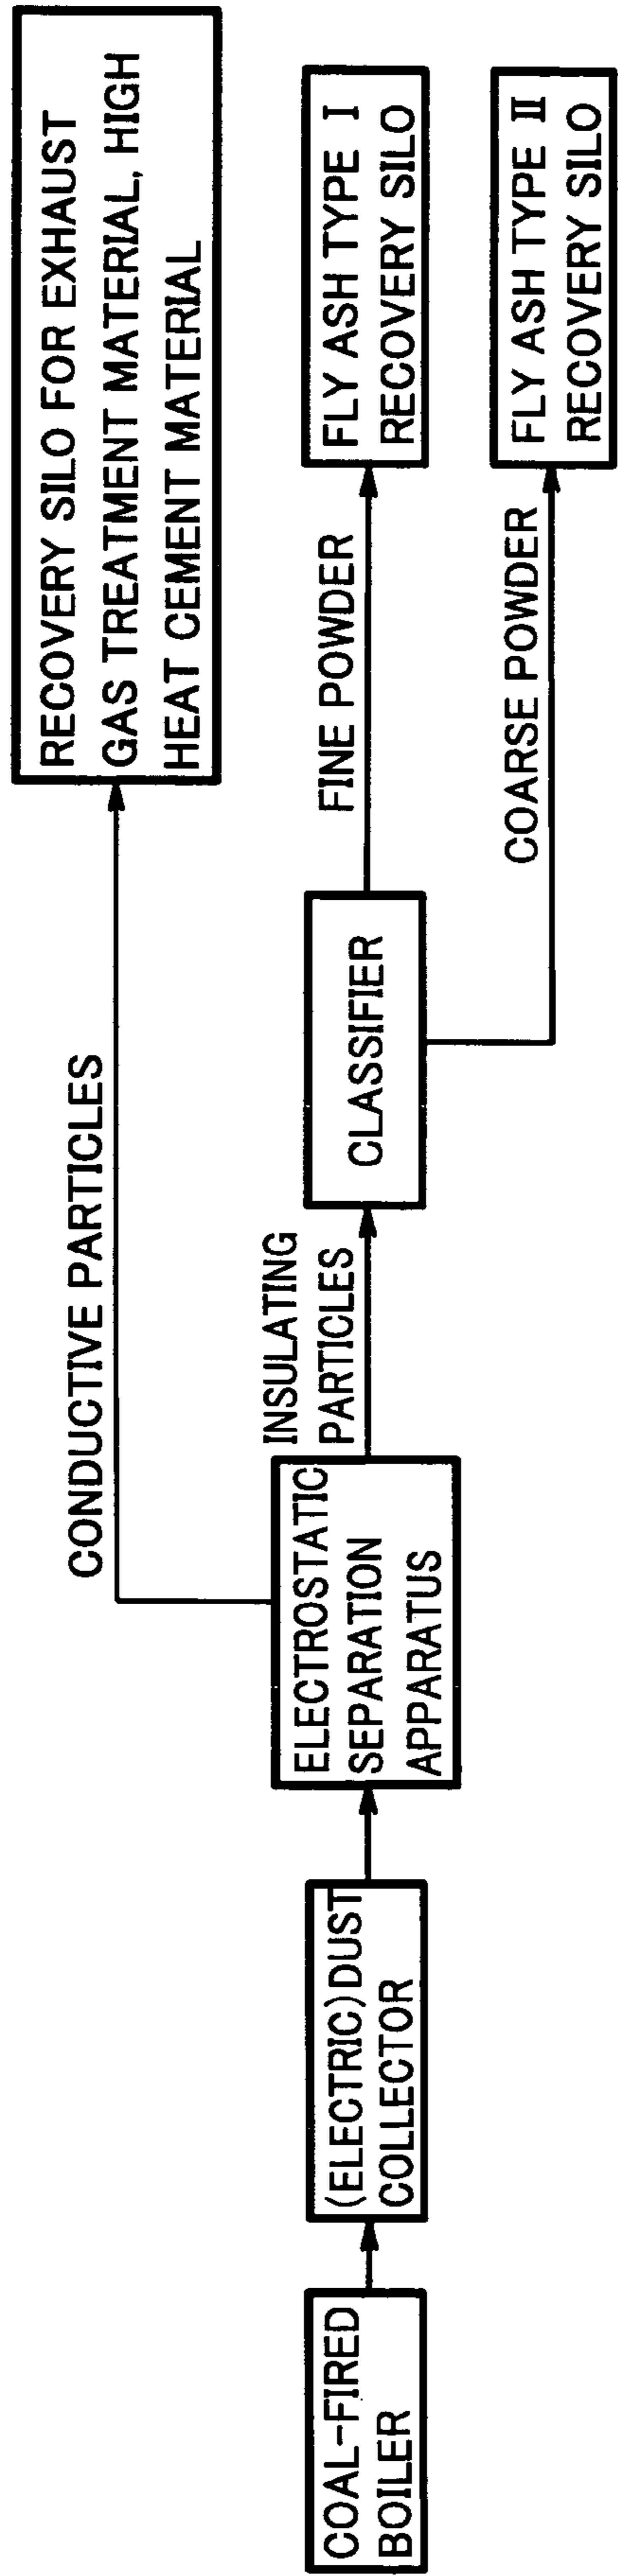 COAL-FIRED
BOILER
(ELECTRIC)DUST
COLLECTOR
ELECTROSTATIC
SEPARATION
APPARATUS
CONDUCTIVE PARTICLES
RECOVERY SILO FOR EXHAUST
GAS TREATMENT MATERIAL, HIGH
HEAT CEMENT MATERIAL
INSULATING
PARTICLES
CLASSIFIER
FINE POWDER
FLY ASH TYPE I
RECOVERY SILO
COARSE POWDER
FLY ASH TYPE II
RECOVERY SILO